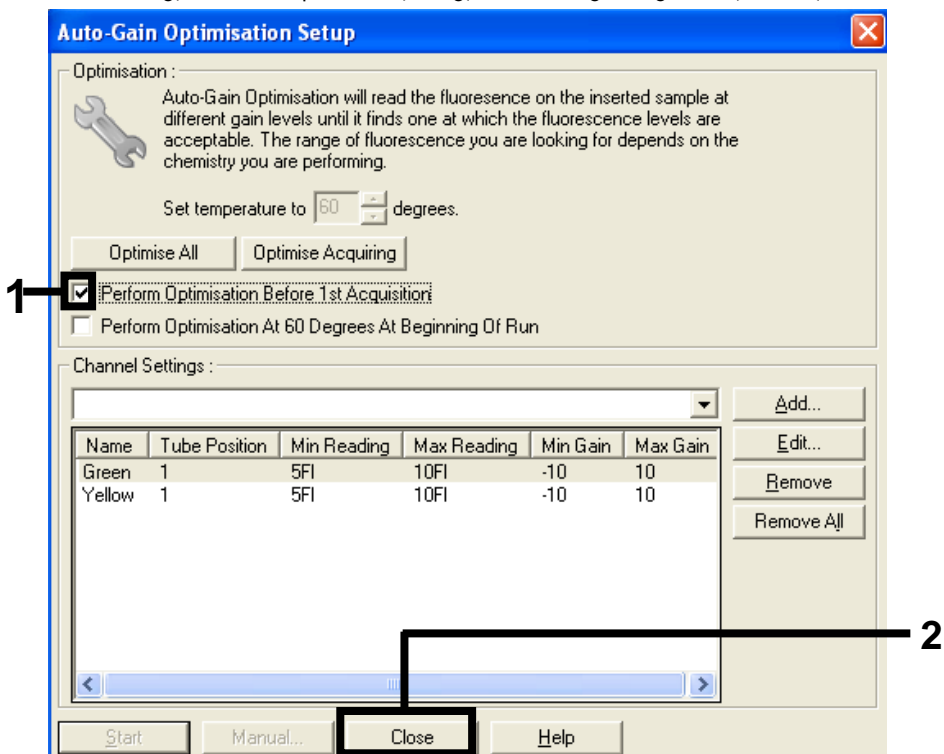 Auto-Gain Optimisation Setup
Optimisation :
Auto-Gain Optimisation will read the fluoresence on the inserted sample at
different gain levels until it finds one at which the fluorescence levels are
acceptable. The range of fluorescence you are looking for depends on the
chemistry you are performing.
Set temperature to 60 degrees.
Optimise All Optimise Acquiring
1
Perform Optimisation Before 1st Acquisition
Perform Optimisation At 60 Degrees At Beginning Of Run
Channel Settings :
Add...
Name Tube Position Min Reading Max Reading Min Gain Max Gain
Edit...
Green 1 5Fl 10Fl -10 10
Remove
Yellow 1 5Fl 10Fl -10 10
Remove All
2
Start Manual... Close Help